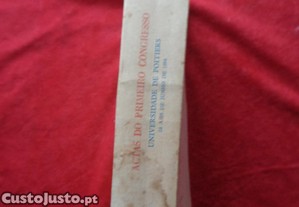 ACTAS DO PRIMEIRO CONGRESSO
UNIVERSIDADE DE POITIERS
CustoJusto.pt